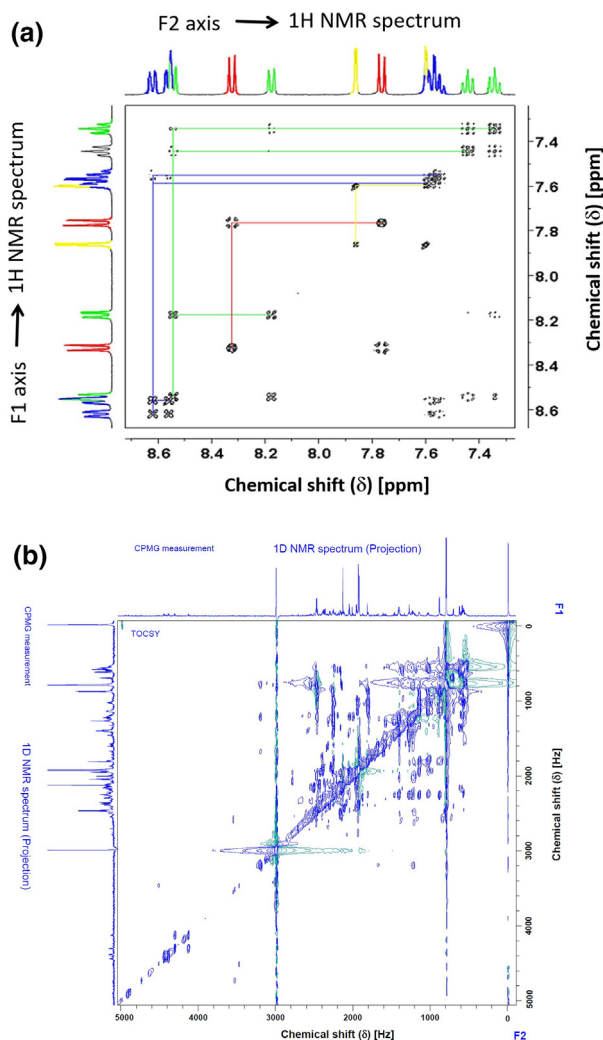 (a)
F2 axis → 1H NMR spectrum
F1 axis → 1H NMR spectrum
7.4
7.6
7.8
8.0
8.2
8.4
8.6
Chemical shift (δ) [ppm]
8.6 8.4 8.2 8.0 7.8 7.6 7.4
Chemical shift (δ) [ppm]
(b)
CPMG measurement 1D NMR spectrum (Projection)
CPMG measurement
1D NMR spectrum (Projection)
TOCSY
F1
0
1000
2000
3000
4000
5000
Chemical shift (δ) [Hz]
5000 4000 3000 2000 1000 0
Chemical shift (δ) [Hz]
F2